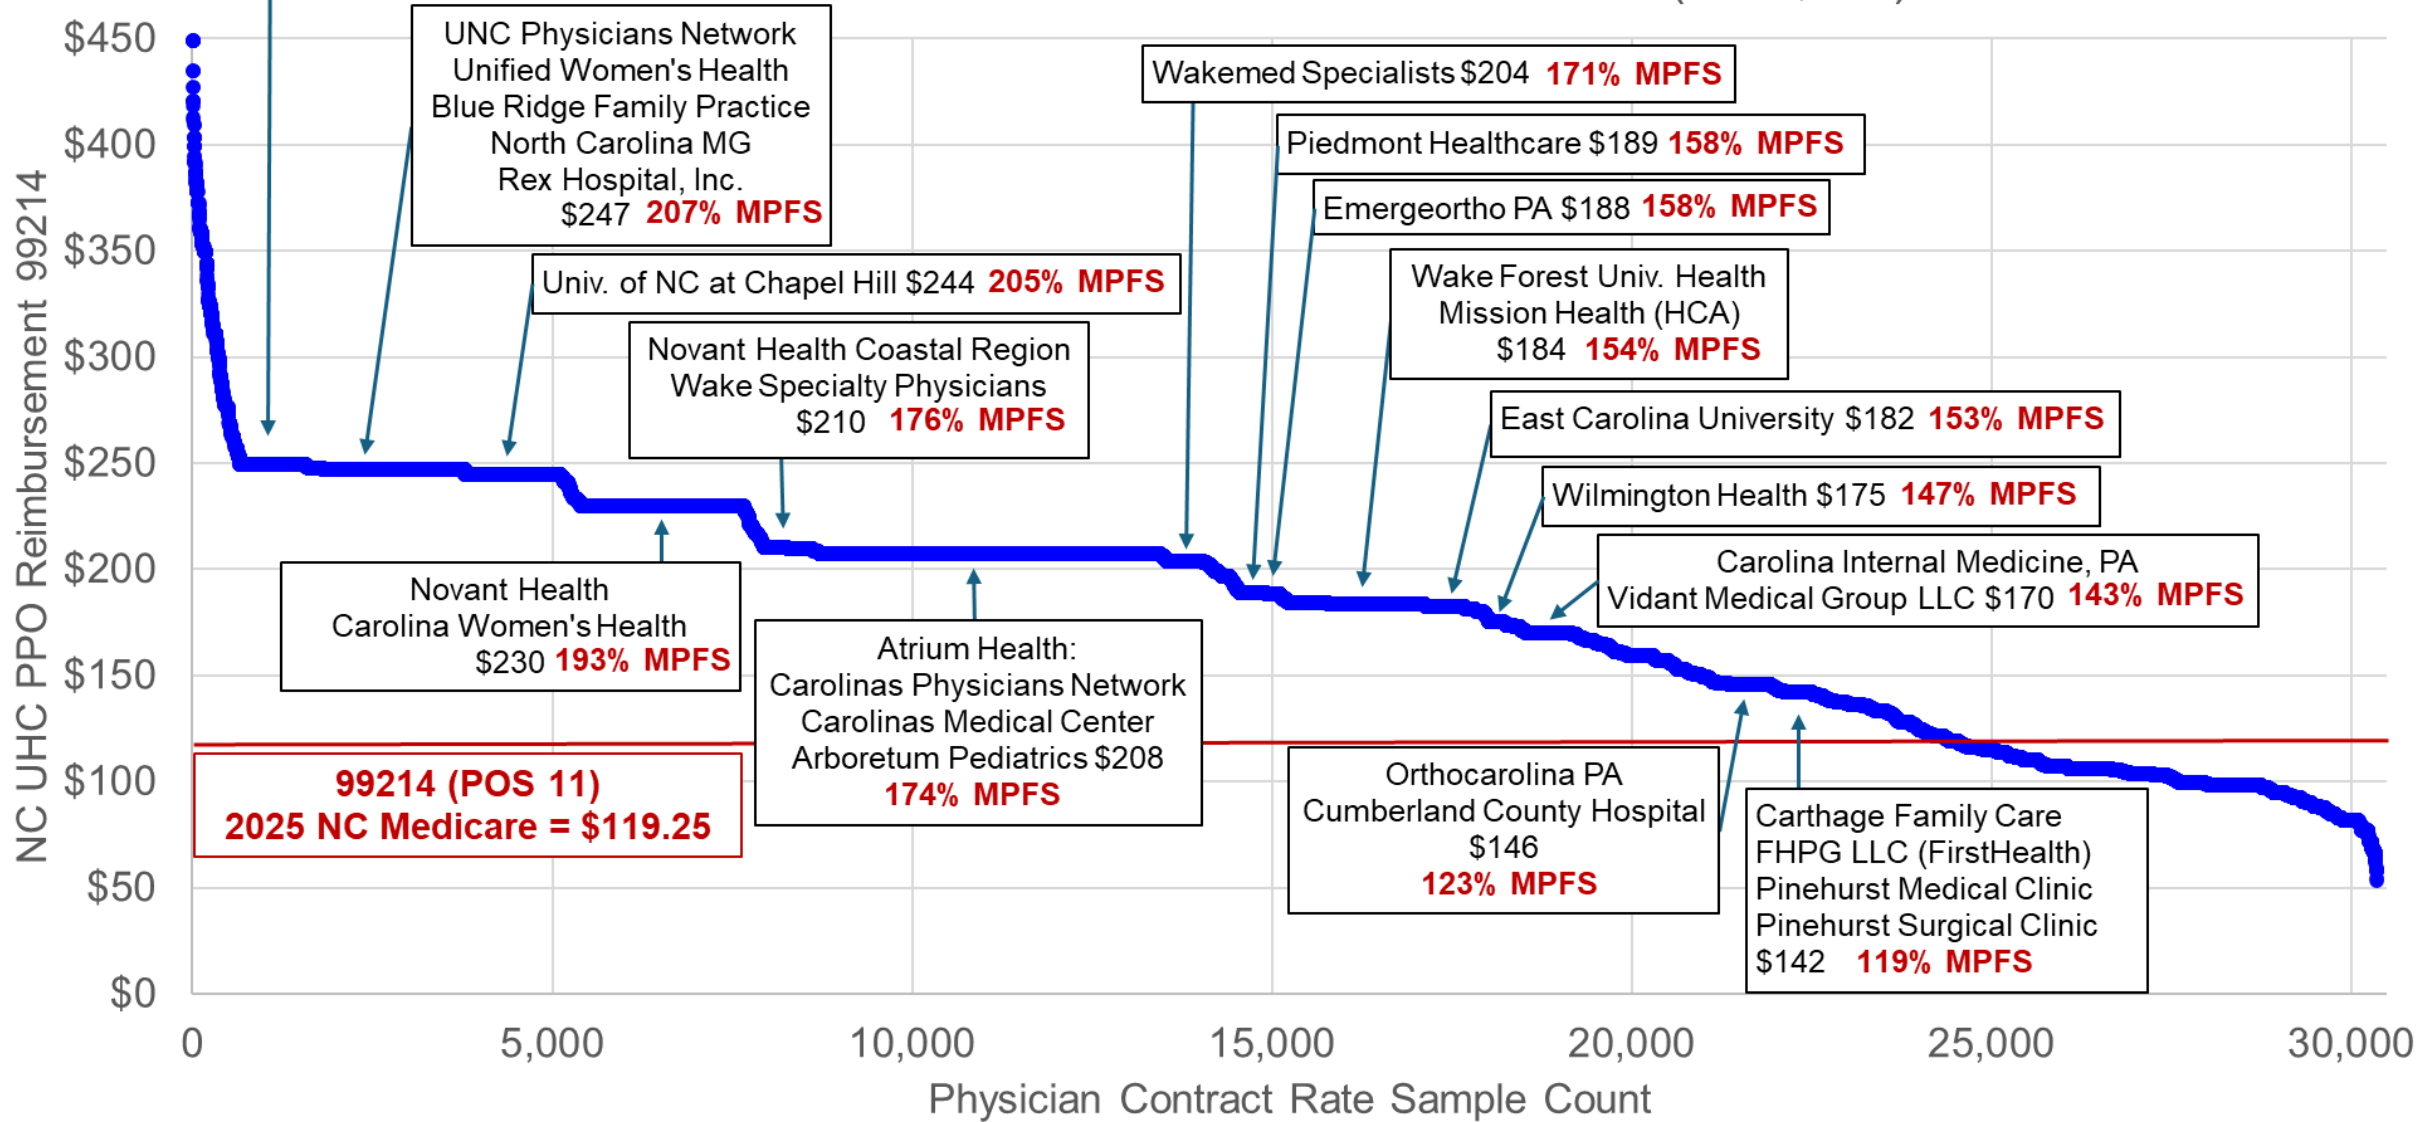 $450
$400
$350
$300
$250
$200
$150
$100
$50
$0
NC UHC PPO Reimbursement 99214
UNC Physicians Network
Unified Women's Health
Blue Ridge Family Practice
North Carolina MG
Rex Hospital, Inc.
$247 207% MPFS
Wakemed Specialists $204 171% MPFS
Piedmont Healthcare $189 158% MPFS
Emergeortho PA $188 158% MPFS
Univ. of NC at Chapel Hill $244 205% MPFS
Wake Forest Univ. Health
Mission Health (HCA)
$184 154% MPFS
Novant Health Coastal Region
Wake Specialty Physicians
$210 176% MPFS
East Carolina University $182 153% MPFS
Wilmington Health $175 147% MPFS
Carolina Internal Medicine, PA
Vidant Medical Group LLC $170 143% MPFS
Novant Health
Carolina Women's Health
$230 193% MPFS
Atrium Health:
Carolinas Physicians Network
Carolinas Medical Center
Arboretum Pediatrics $208
174% MPFS
99214 (POS 11)
2025 NC Medicare = $119.25
Orthocarolina PA
Cumberland County Hospital
$146
123% MPFS
Carthage Family Care
FHPG LLC (FirstHealth)
Pinehurst Medical Clinic
Pinehurst Surgical Clinic
$142 119% MPFS
0 5,000 10,000 15,000 20,000 25,000 30,000
Physician Contract Rate Sample Count